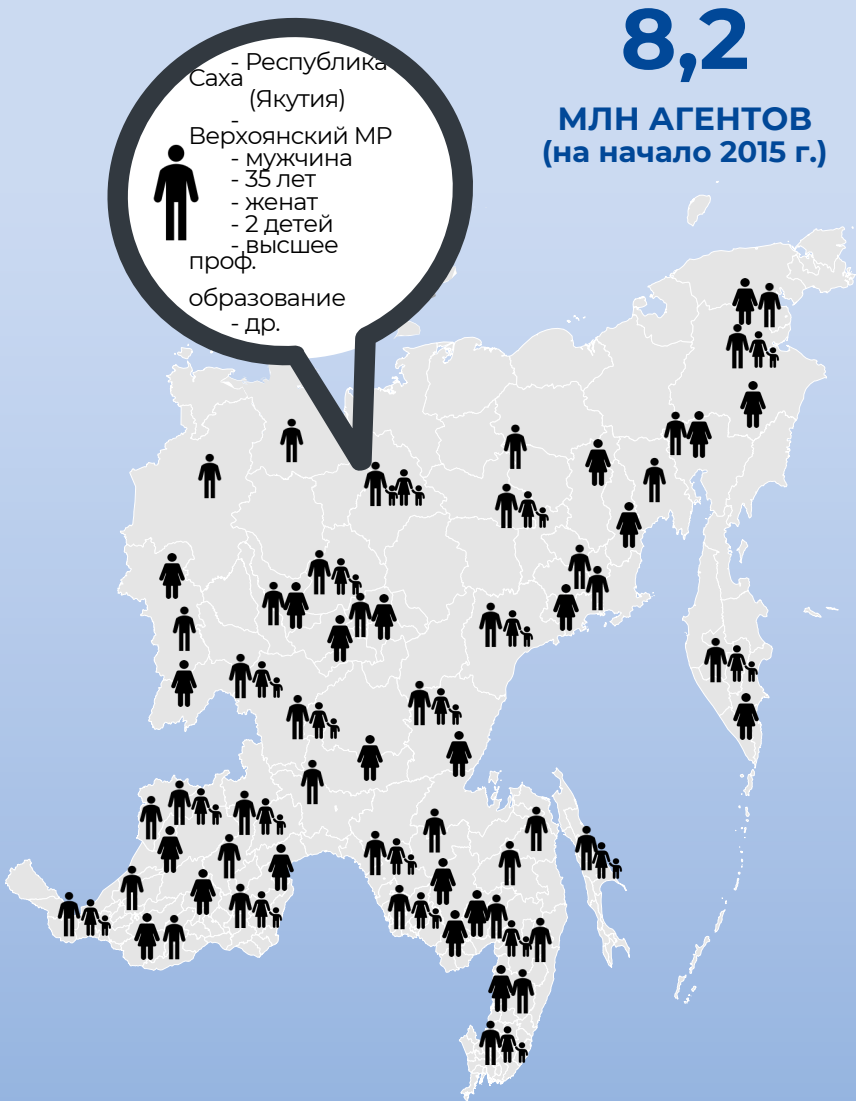 8,2
МЛН АГЕНТОВ
(на начало 2015 г.)
- Республика
Саха
(Якутия)
-
Верхоянский МР
- мужчина
- 35 лет
- женат
- 2 детей
- высшее
проф.
образование
- др.